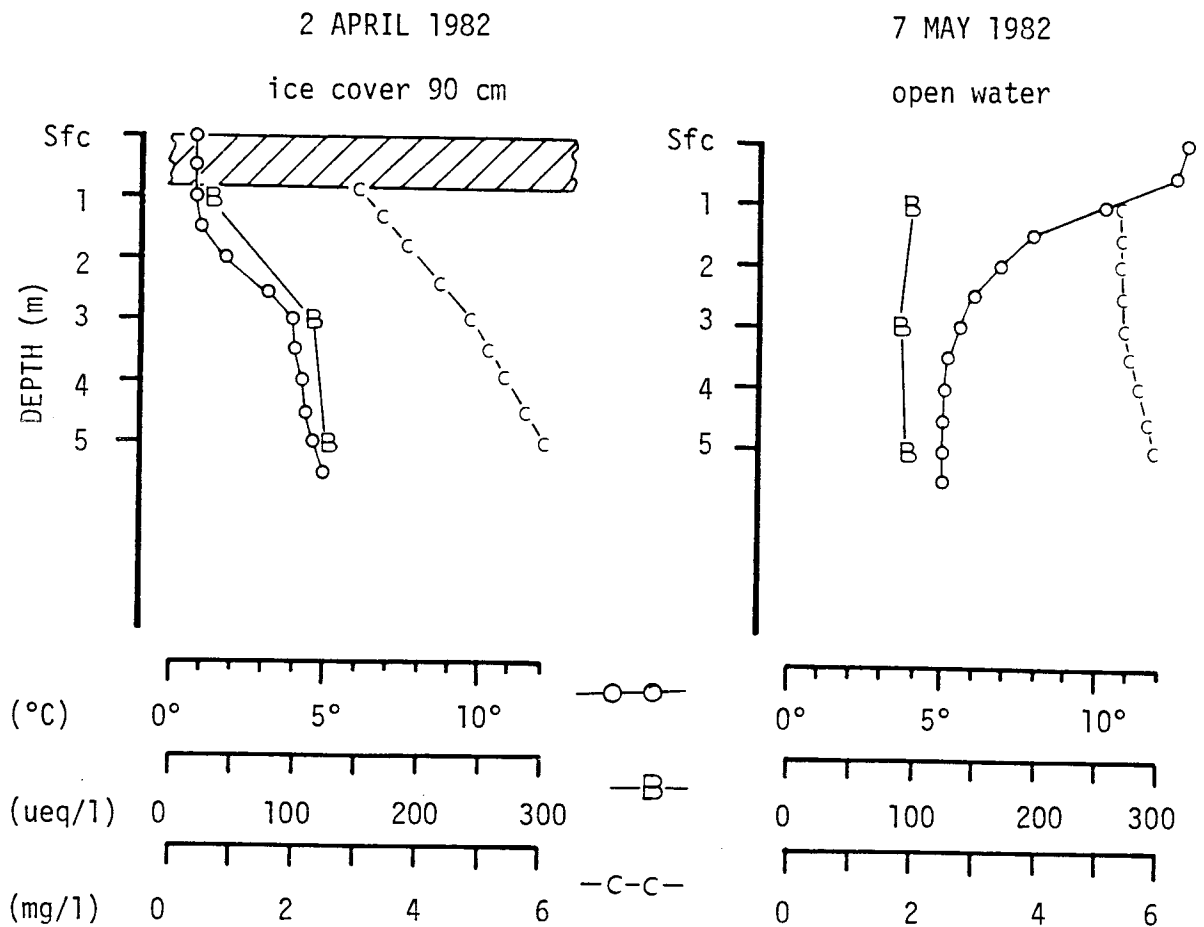 2 APRIL 1982
7 MAY 1982
ice cover 90 cm
open water
Sfc
1
2
3
4
5
DEPTH (m)
B
B
B
C
C
C
C
C
C
C
C
C
Sfc
1
2
3
4
5
B
B
B
C
C
C
C
C
C
C
C
C
(°C) 0° 5° 10°
0° 5° 10°
(ueq/l) 0 100 200 300
B
0 100 200 300
(mg/l) 0 2 4 6
C-C
0 2 4 6